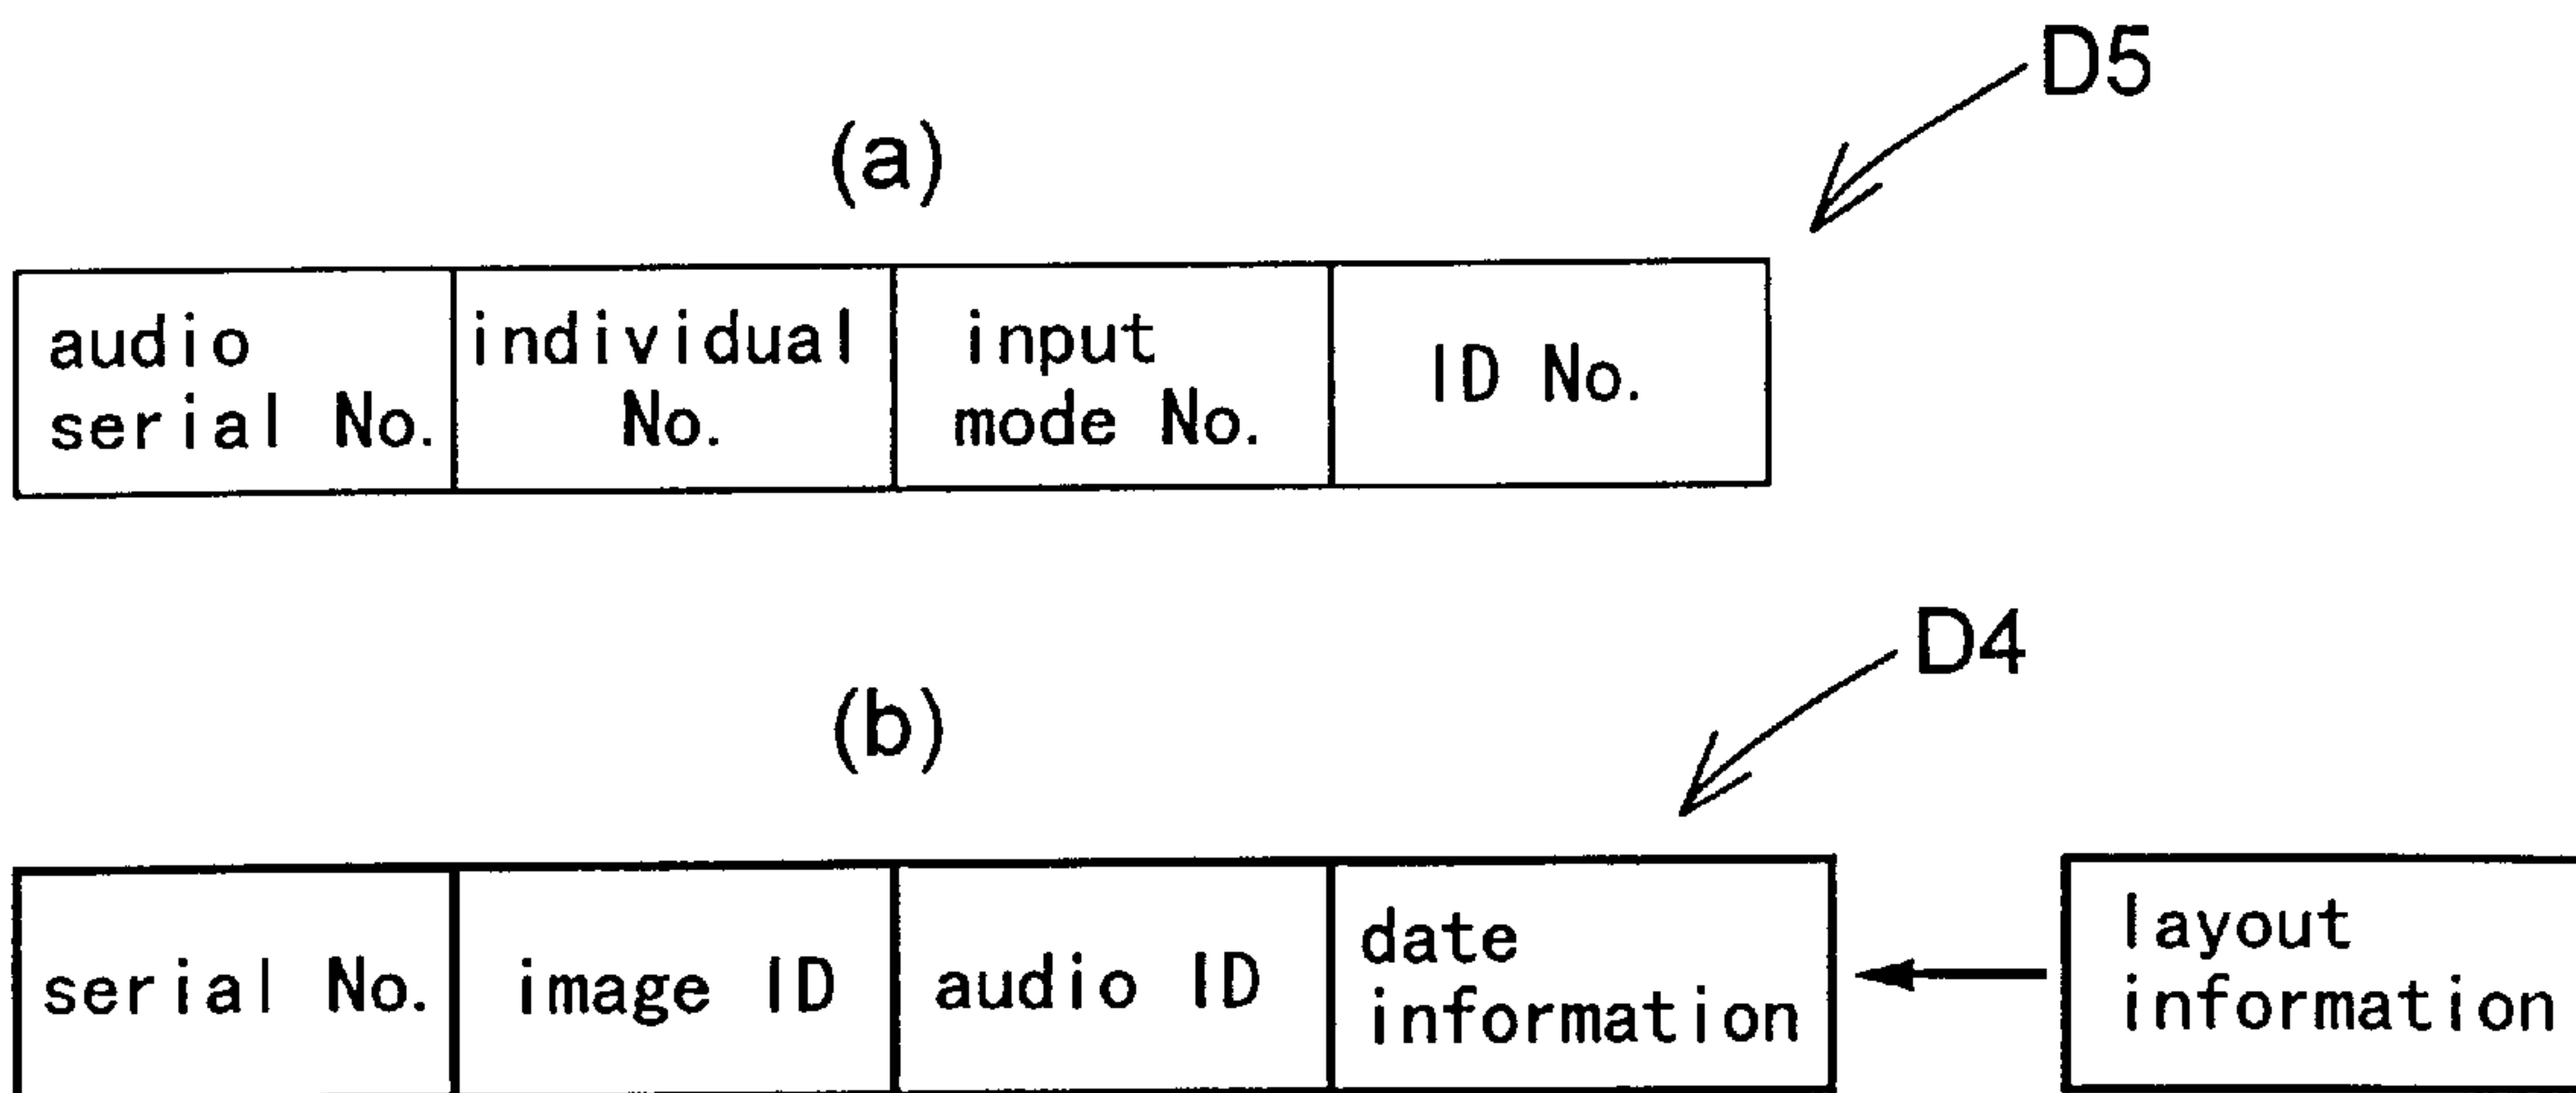 D5
(a)
audio
serial No.
individual
No.
input
mode No.
ID No.
D4
(b)
serial No.
image ID
audio ID
date
information
layout
information